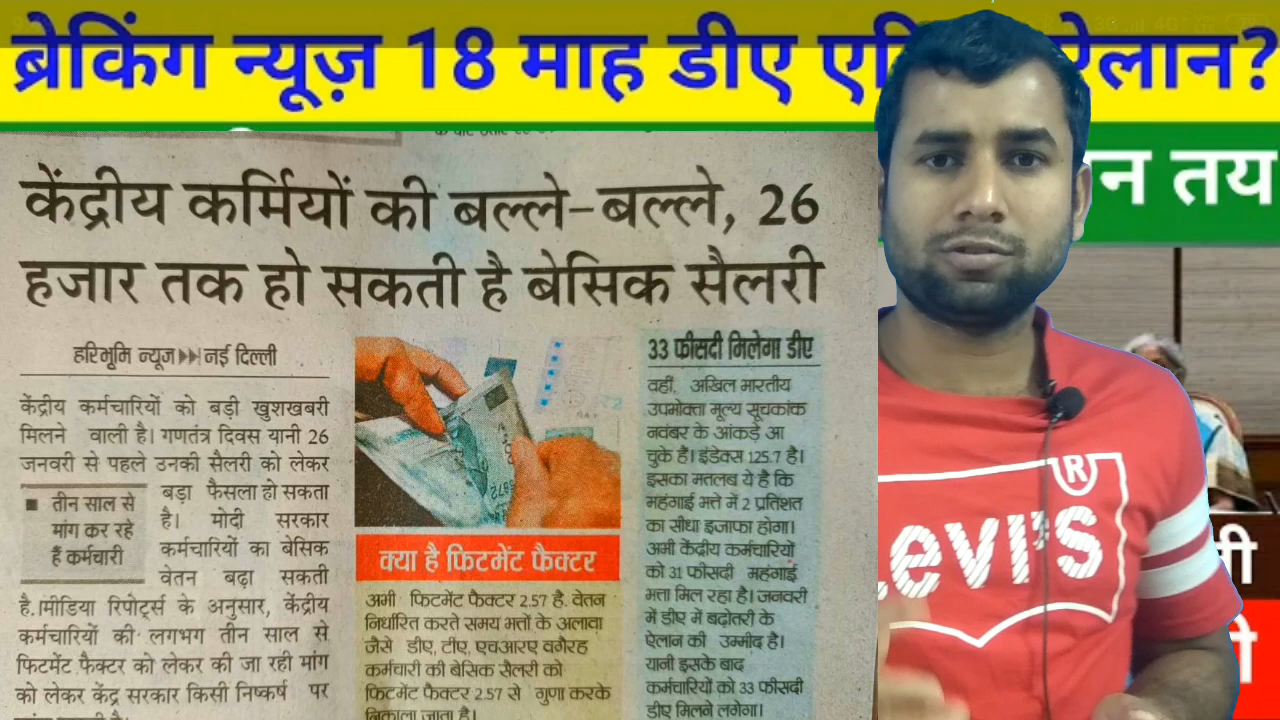 ब्रेकिंग न्यूज़ 18 माह डीए ऐलान?
न तय
केंद्रीय कर्मियों की बल्ले-बल्ले, 26
हजार तक हो सकती है बेसिक सैलरी
हरिभूमि न्यूज▸▸नई दिल्ली
केंद्रीय कर्मचारियों को बड़ी खुशखबरी
मिलने वाली है। गणतंत्र दिवस यानी 26
जनवरी से पहले उनकी सैलरी को लेकर
बड़ा फैसला हो सकता
है। मोदी सरकार
कर्मचारियों का बेसिक
वेतन बढ़ा सकती
है.।मीडिया रिपोर्ट्स के अनुसार, केंद्रीय
कर्मचारियों की लगभग तीन साल से
फिटमेंट फैक्टर को लेकर की जा रही मांग
को लेकर केंद्र सरकार किसी निष्कर्ष पर
■ तीन साल से
मांग कर रहे
हैं कर्मचारी
क्या है फिटमेंट फैक्टर
अभी फिटमेंट फैक्टर 2.57 है. वेतन
निर्धारित करते समय भत्तों के अलावा
जैसे डीए, टीए, एचआरए वगैरह
कर्मचारी की बेसिक सैलरी को
फिटमेंट फैक्टर 2.57 से गुणा करके
निकाला जाता है।
33 फीसदी मिलेगा डीए
वहीं, अखिल भारतीय
उपभोक्ता मूल्य सूचकांक
नवंबर के आंकड़े आ
चुके हैं। इंडेक्स 125.7 है।
इसका मतलब ये है कि
महंगाई भत्ते में 2 प्रतिशत
का सीधा इजाफा होगा।
अभी केंद्रीय कर्मचारियों
को 31 फीसदी महंगाई
भत्ता मिल रहा है। जनवरी
में डीए में बढ़ोतरी के
ऐलान की उम्मीद है।
यानी इसके बाद
कर्मचारियों को 33 फीसदी
डीए मिलने लगेगा।
Levi's ®